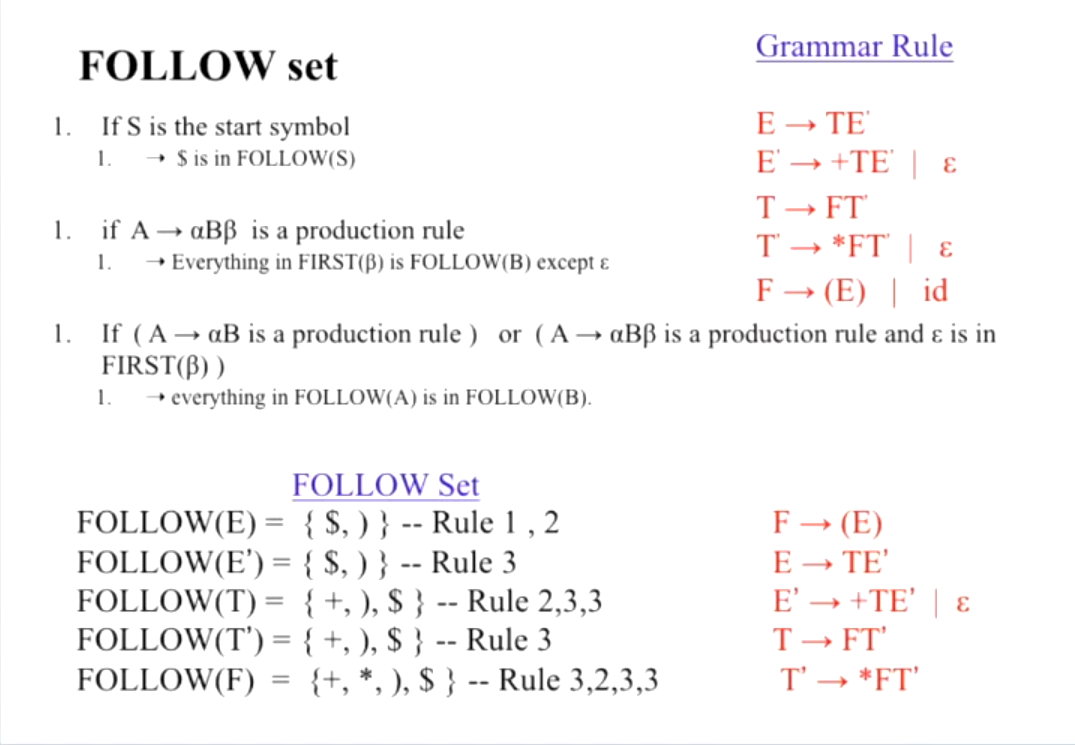 FOLLOW set
Grammar Rule
1. If S is the start symbol
1. → $ is in FOLLOW(S)
1. if A → αBβ is a production rule
1. → Everything in FIRST(β) is FOLLOW(B) except ε
E → TE'
E' → +TE' | ε
T → FT'
T' → *FT' | ε
F → (E) | id
1. If ( A → αB is a production rule ) or ( A → αBβ is a production rule and ε is in
FIRST(β) )
1. → everything in FOLLOW(A) is in FOLLOW(B).
FOLLOW Set
FOLLOW(E) = { $, ) } -- Rule 1 , 2 F → (E)
FOLLOW(E’) = { $, ) } -- Rule 3 E → TE’
FOLLOW(T) = { +, ), $ } -- Rule 2,3,3 E’ → +TE’ | ε
FOLLOW(T’) = { +, ), $ } -- Rule 3 T → FT’
FOLLOW(F) = {+, *, ), $ } -- Rule 3,2,3,3 T’ → *FT’